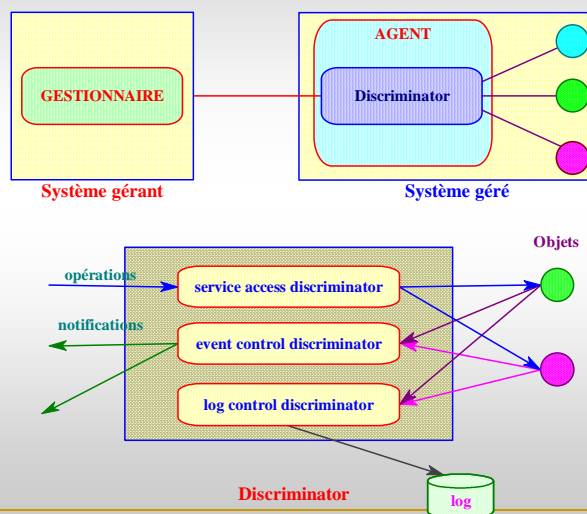 AGENT
GESTIONNAIRE
Discriminator
Système gérant
Système géré
Objets
opérations
service access discriminator
notifications
event control discriminator
log control discriminator
Discriminator
log